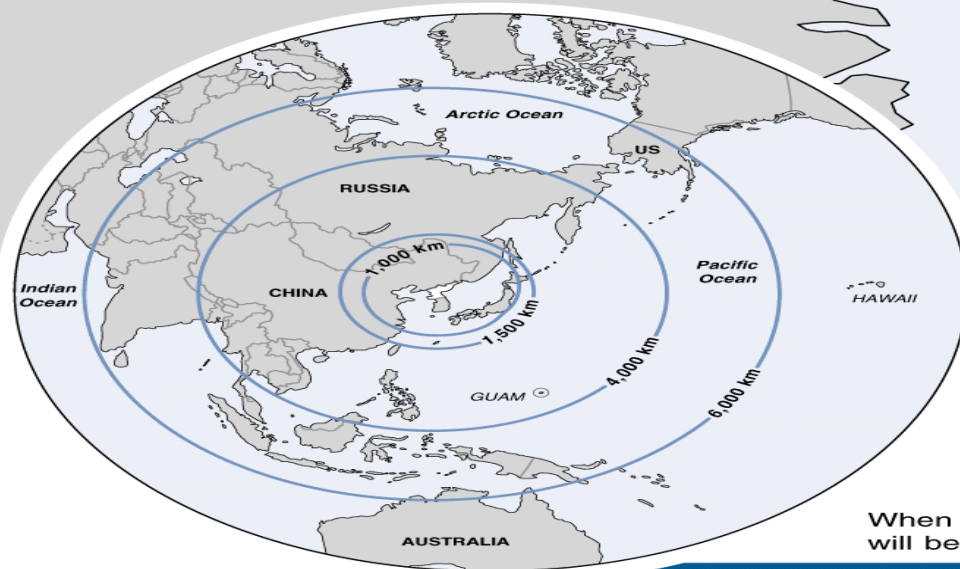 Arctic Ocean
US
RUSSIA
1,000 km
Pacific
Ocean
Indian
Ocean
CHINA
HAWAII
1,500 km
4,000 km
GUAM
6,000 km
When
will be
AUSTRALIA